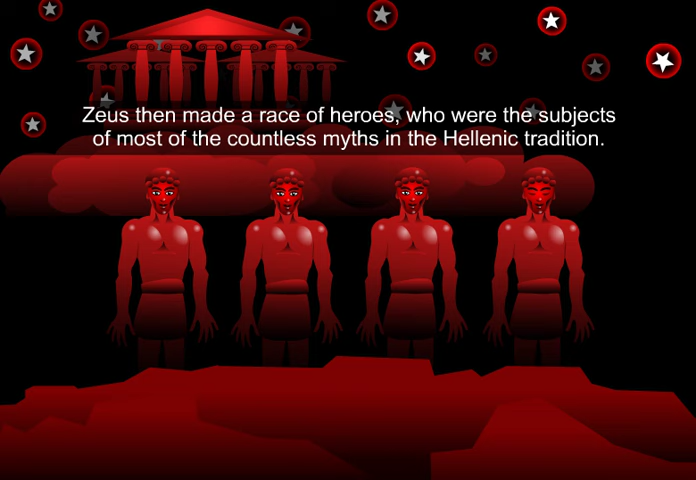 Zeus then made a race of heroes, who were the subjects
of most of the countless myths in the Hellenic tradition.